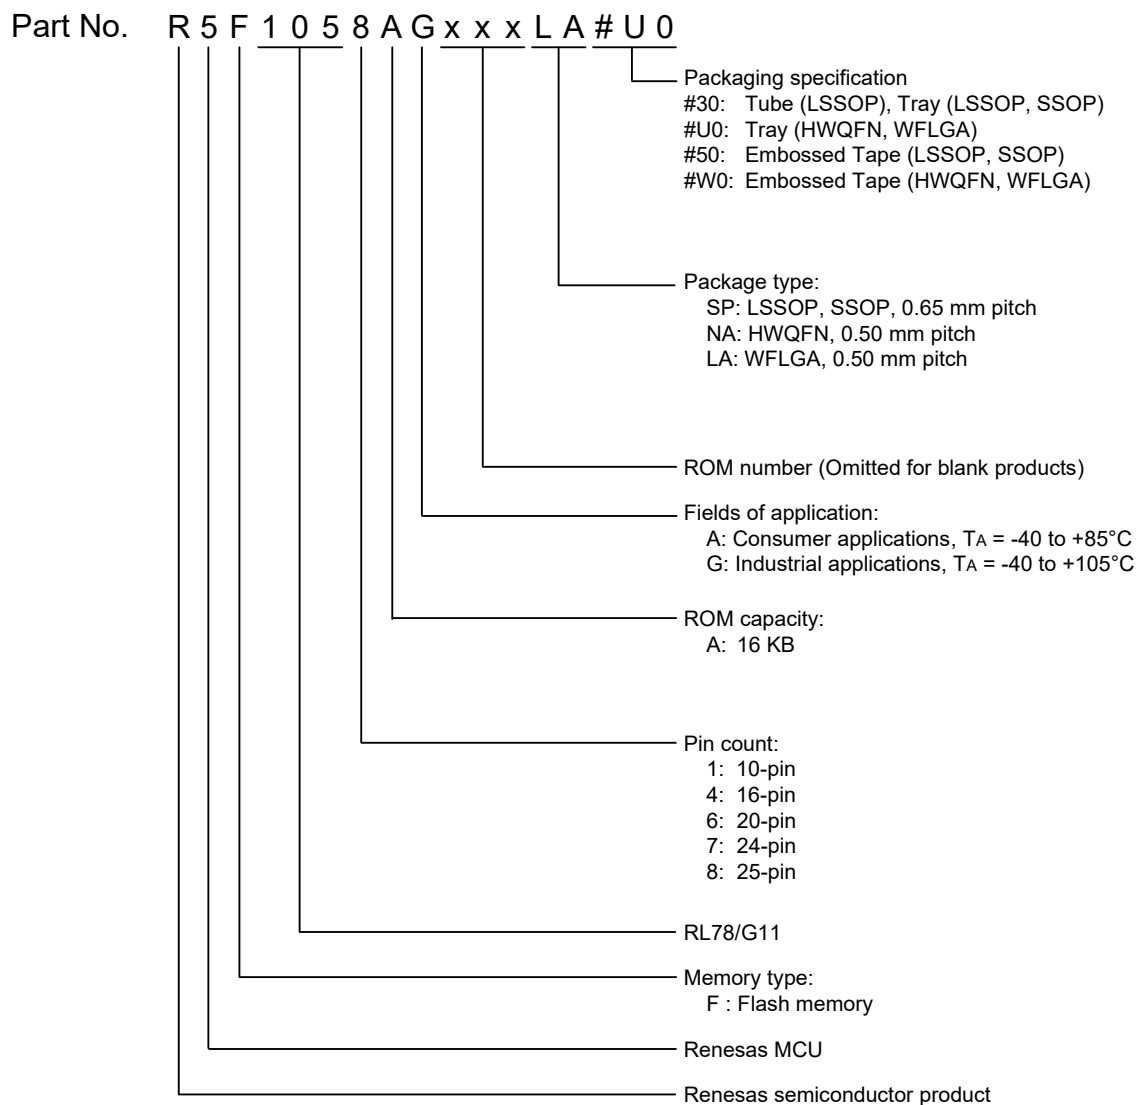 Part No. R 5 F 1 0 5 8 A G x x x L A # U 0
Packaging specification
#30: Tube (LSSOP), Tray (LSSOP, SSOP)
#U0: Tray (HWQFN, WFLGA)
#50: Embossed Tape (LSSOP, SSOP)
#W0: Embossed Tape (HWQFN, WFLGA)
Package type:
SP: LSSOP, SSOP, 0.65 mm pitch
NA: HWQFN, 0.50 mm pitch
LA: WFLGA, 0.50 mm pitch
ROM number (Omitted for blank products)
Fields of application:
A: Consumer applications, TA = -40 to +85°C
G: Industrial applications, TA = -40 to +105°C
ROM capacity:
A: 16 KB
Pin count:
1: 10-pin
4: 16-pin
6: 20-pin
7: 24-pin
8: 25-pin
RL78/G11
Memory type:
F : Flash memory
Renesas MCU
Renesas semiconductor product